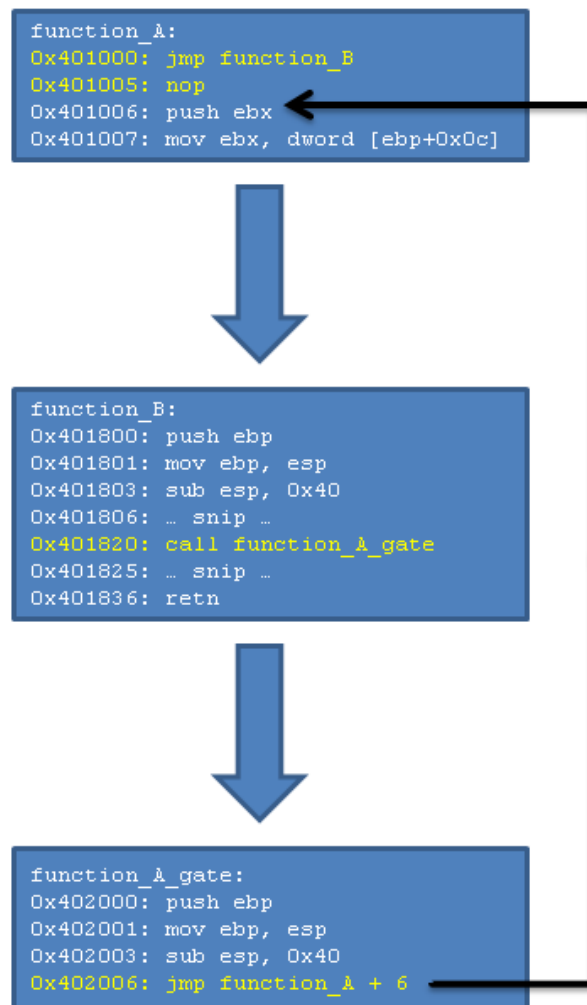 function_A:
0x401000: jmp function_B
0x401005: nop
0x401006: push ebx
0x401007: mov ebx, dword [ebp+0x0c]
function_B:
0x401800: push ebp
0x401801: mov ebp, esp
0x401803: sub esp, 0x40
0x401806: … snip …
0x401820: call function_A_gate
0x401825: … snip …
0x401836: retn
function_A_gate:
0x402000: push ebp
0x402001: mov ebp, esp
0x402003: sub esp, 0x40
0x402006: jmp function_A + 6